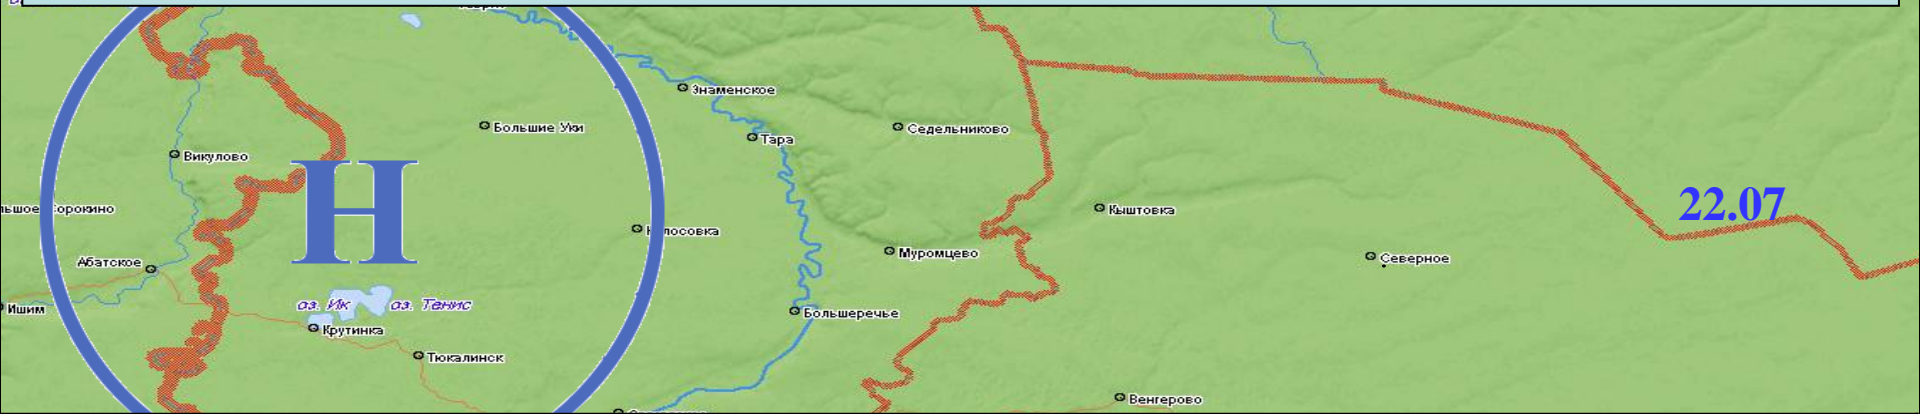 Знаменское
Большие Уки
Седельниково
Тара
Викулово
Н
22.07
Кыштовка
Колосовка
Муромцево
Абатское
Северное
оз. Ик
оз. Тенис
Ишим
Большеречье
Крутинка
Тюкалинск
Венгерово